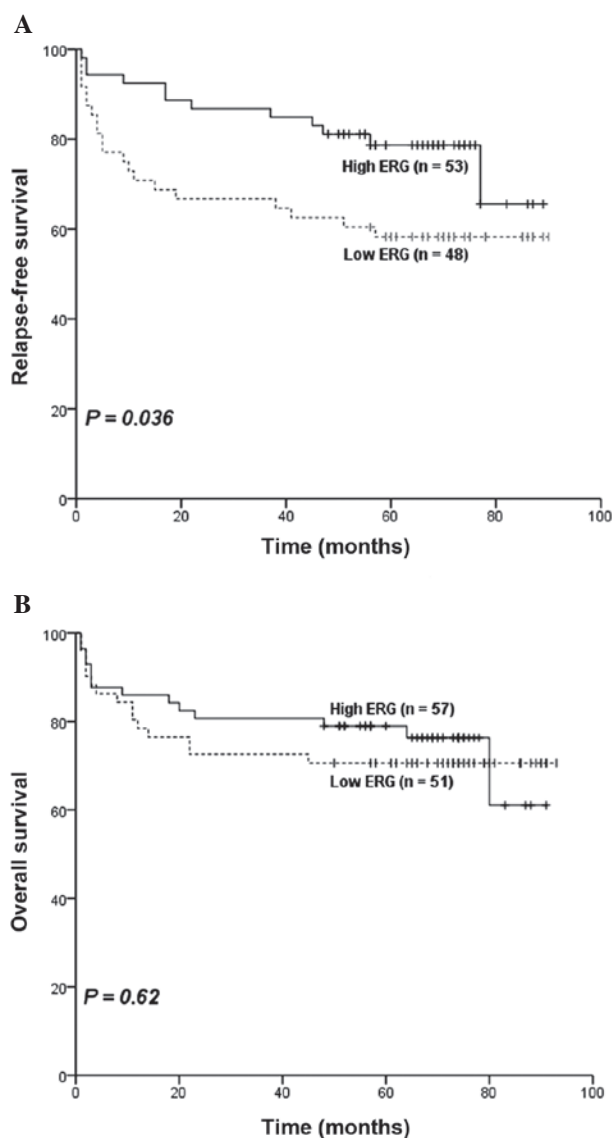 A
100
80
60
40
20
0
Relapse-free survival
High ERG (n = 53)
Low ERG (n = 48)
P = 0.036
0 20 40 60 80 100
Time (months)
B
100
80
60
40
20
0
Overall survival
High ERG (n = 57)
Low ERG (n = 51)
P = 0.62
0 20 40 60 80 100
Time (months)